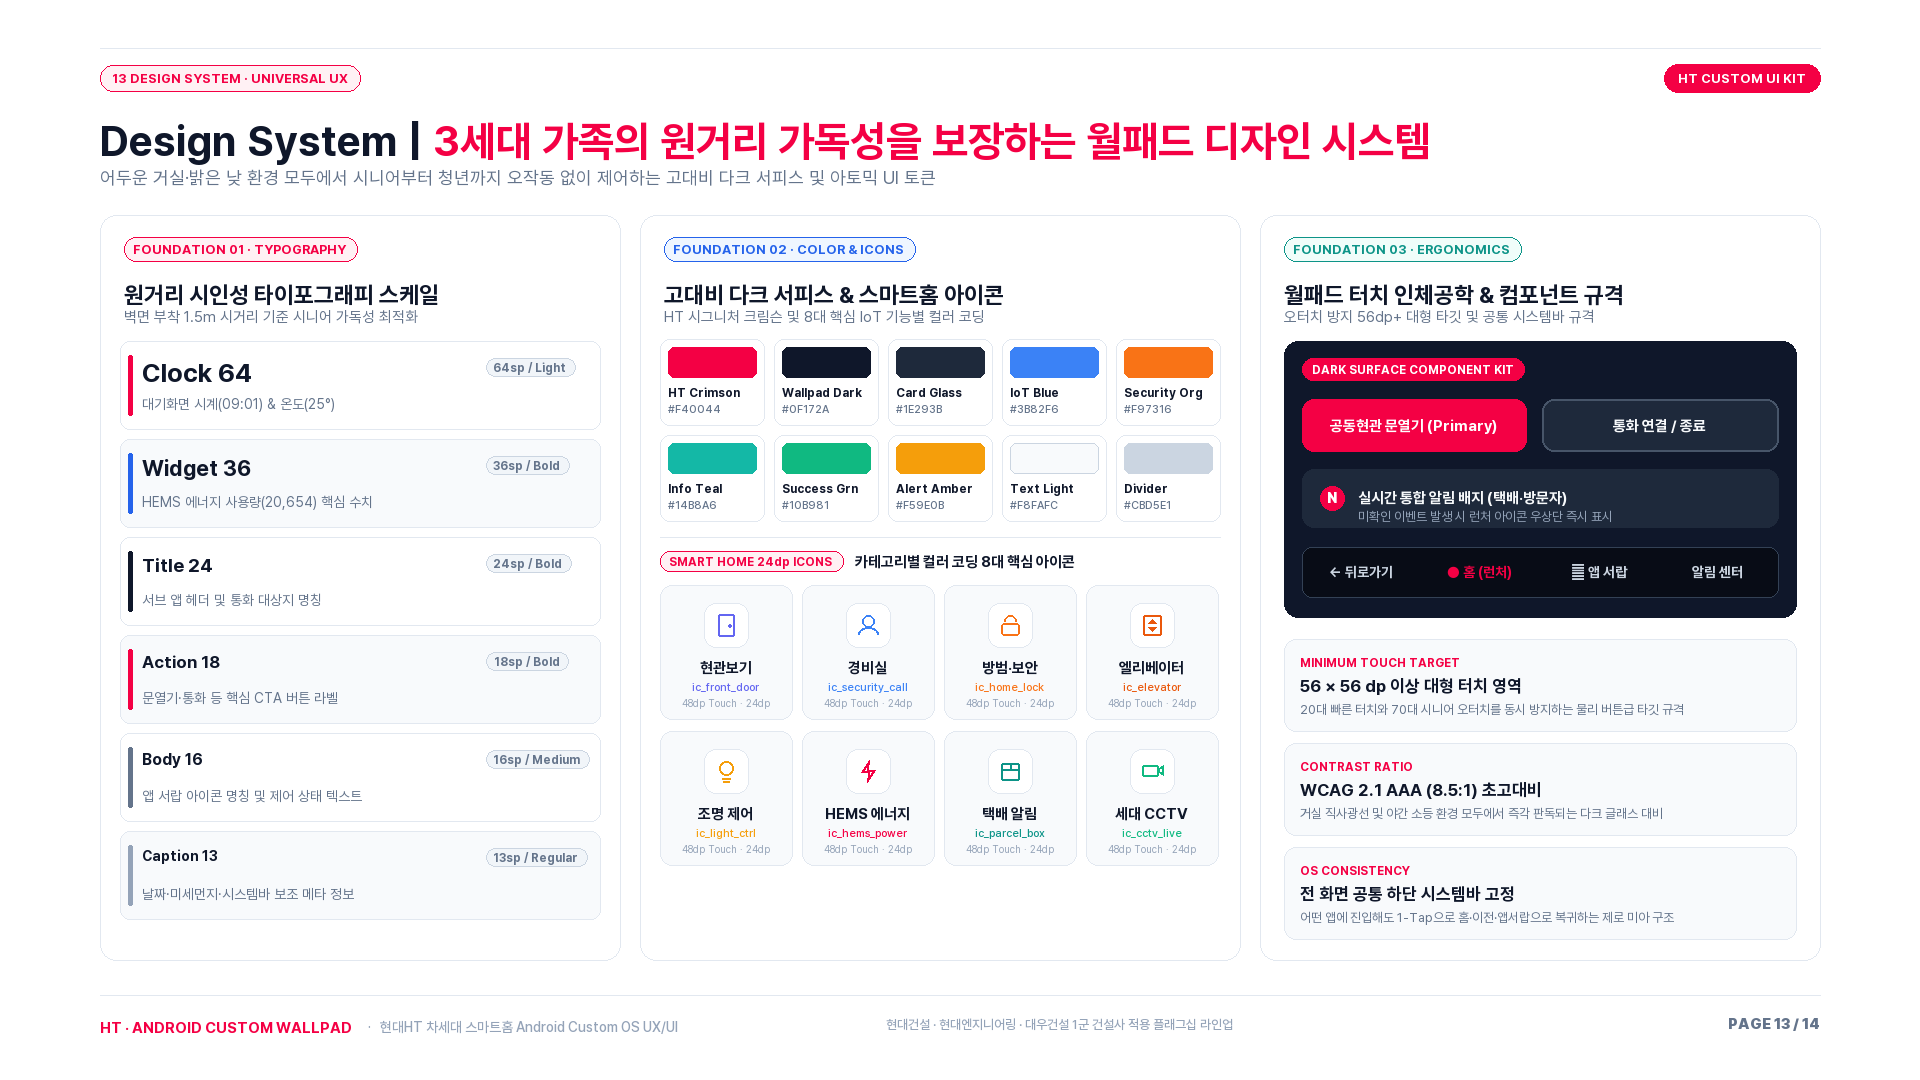 13 DESIGN SYSTEM · UNIVERSAL UX
HT CUSTOM UI KIT
Design System | 3세대 가족의 원거리 가독성을 보장하는 월패드 디자인 시스템
어두운 거실·밝은 낮 환경 모두에서 시니어부터 청년까지 오작동 없이 제어하는 고대비 다크 서피스 및 아토믹 UI 토큰
FOUNDATION 01 · TYPOGRAPHY
원거리 시인성 타이포그래피 스케일
벽면 부착 1.5m 시거리 기준 시니어 가독성 최적화
Clock 64
64sp / Light
대기화면 시계(09:01) & 온도(25°)
Widget 36
36sp / Bold
HEMS 에너지 사용량(20,654) 핵심 수치
Title 24
24sp / Bold
서브 앱 헤더 및 통화 대상지 명칭
Action 18
18sp / Bold
문열기·통화 등 핵심 CTA 버튼 라벨
Body 16
16sp / Medium
앱 서랍 아이콘 명칭 및 제어 상태 텍스트
Caption 13
13sp / Regular
날짜·미세먼지·시스템바 보조 메타 정보
FOUNDATION 02 · COLOR & ICONS
고대비 다크 서피스 & 스마트홈 아이콘
HT 시그니처 크림슨 및 8대 핵심 IoT 기능별 컬러 코딩
HT Crimson
#F40044
Wallpad Dark
#0F172A
Card Glass
#1E293B
IoT Blue
#3B82F6
Security Org
#F97316
Info Teal
#14B8A6
Success Grn
#10B981
Alert Amber
#F59E0B
Text Light
#F8FAFC
Divider
#CBD5E1
SMART HOME 24dp ICONS
카테고리별 컬러 코딩 8대 핵심 아이콘
현관보기
ic_front_door
48dp Touch · 24dp
경비실
ic_security_call
48dp Touch · 24dp
방범·보안
ic_home_lock
48dp Touch · 24dp
엘리베이터
ic_elevator
48dp Touch · 24dp
조명 제어
ic_light_ctrl
48dp Touch · 24dp
HEMS 에너지
ic_hems_power
48dp Touch · 24dp
택배 알림
ic_parcel_box
48dp Touch · 24dp
세대 CCTV
ic_cctv_live
48dp Touch · 24dp
FOUNDATION 03 · ERGONOMICS
월패드 터치 인체공학 & 컴포넌트 규격
오터치 방지 56dp+ 대형 타깃 및 공통 시스템바 규격
DARK SURFACE COMPONENT KIT
공동현관 문열기 (Primary)
통화 연결 / 종료
N
실시간 통합 알림 배지 (택배·방문자)
미확인 이벤트 발생 시 런처 아이콘 우상단 즉시 표시
← 뒤로가기
● 홈 (런처)
▤ 앱 서랍
알림 센터
MINIMUM TOUCH TARGET
56 × 56 dp 이상 대형 터치 영역
20대 빠른 터치와 70대 시니어 오터치를 동시 방지하는 물리 버튼급 타깃 규격
CONTRAST RATIO
WCAG 2.1 AAA (8.5:1) 초고대비
거실 직사광선 및 야간 소등 환경 모두에서 즉각 판독되는 다크 글래스 대비
OS CONSISTENCY
전 화면 공통 하단 시스템바 고정
어떤 앱에 진입해도 1-Tap으로 홈·이전·앱서랍으로 복귀하는 제로 미아 구조
HT · ANDROID CUSTOM WALLPAD · 현대HT 차세대 스마트홈 Android Custom OS UX/UI
현대건설 · 현대엔지니어링 · 대우건설 1군 건설사 적용 플래그십 라인업
PAGE 13 / 14